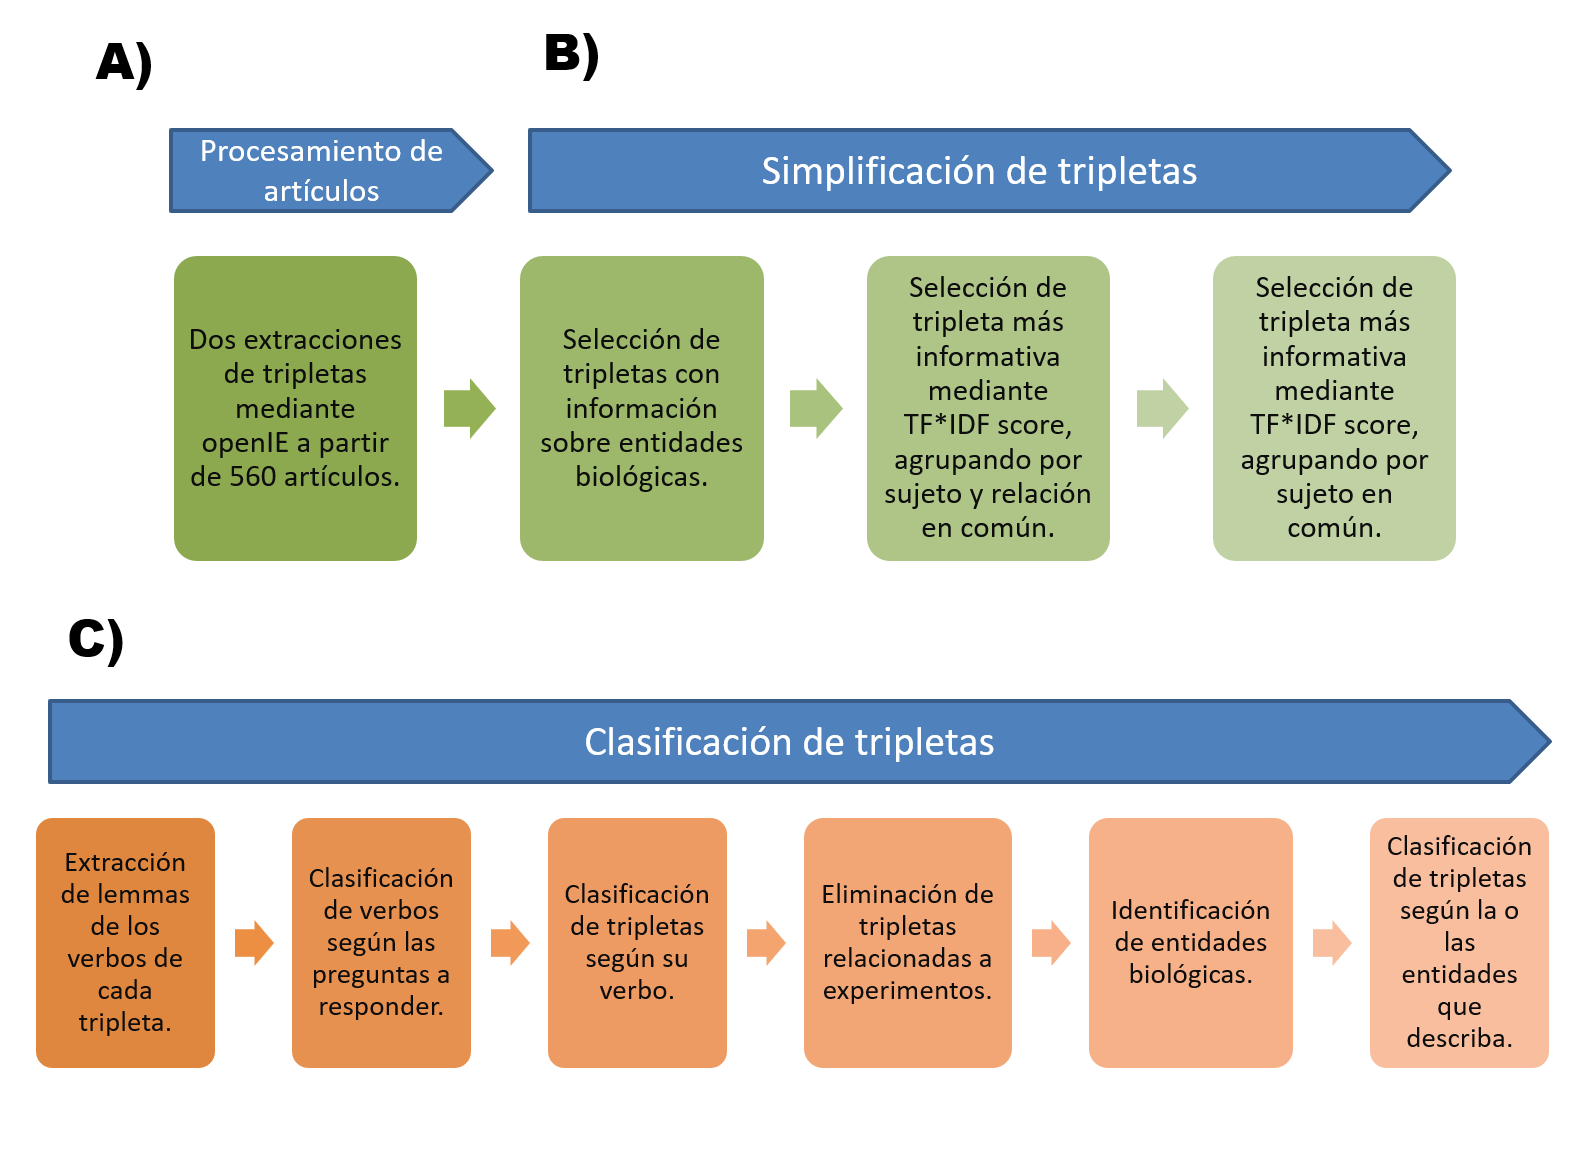 A)
B)
Procesamiento de
artículos
Simplificación de tripletas
Dos extracciones
de tripletas
mediante
openIE a partir
de 560 artículos.
Selección de
tripletas con
información
sobre entidades
biológicas.
Selección de
tripleta más
informativa
mediante
TF*IDF score,
agrupando por
sujeto y relación
en común.
Selección de
tripleta más
informativa
mediante
TF*IDF score,
agrupando por
sujeto en
común.
C)
Clasificación de tripletas
Extracción
de lemmas
de los
verbos de
cada
tripleta.
Clasificación
de verbos
según las
preguntas a
responder.
Clasificación
de tripletas
según su
verbo.
Eliminación de
tripletas
relacionadas a
experimentos.
Identificación
de entidades
biológicas.
Clasificación
de tripletas
según la o
las
entidades
que
describa.